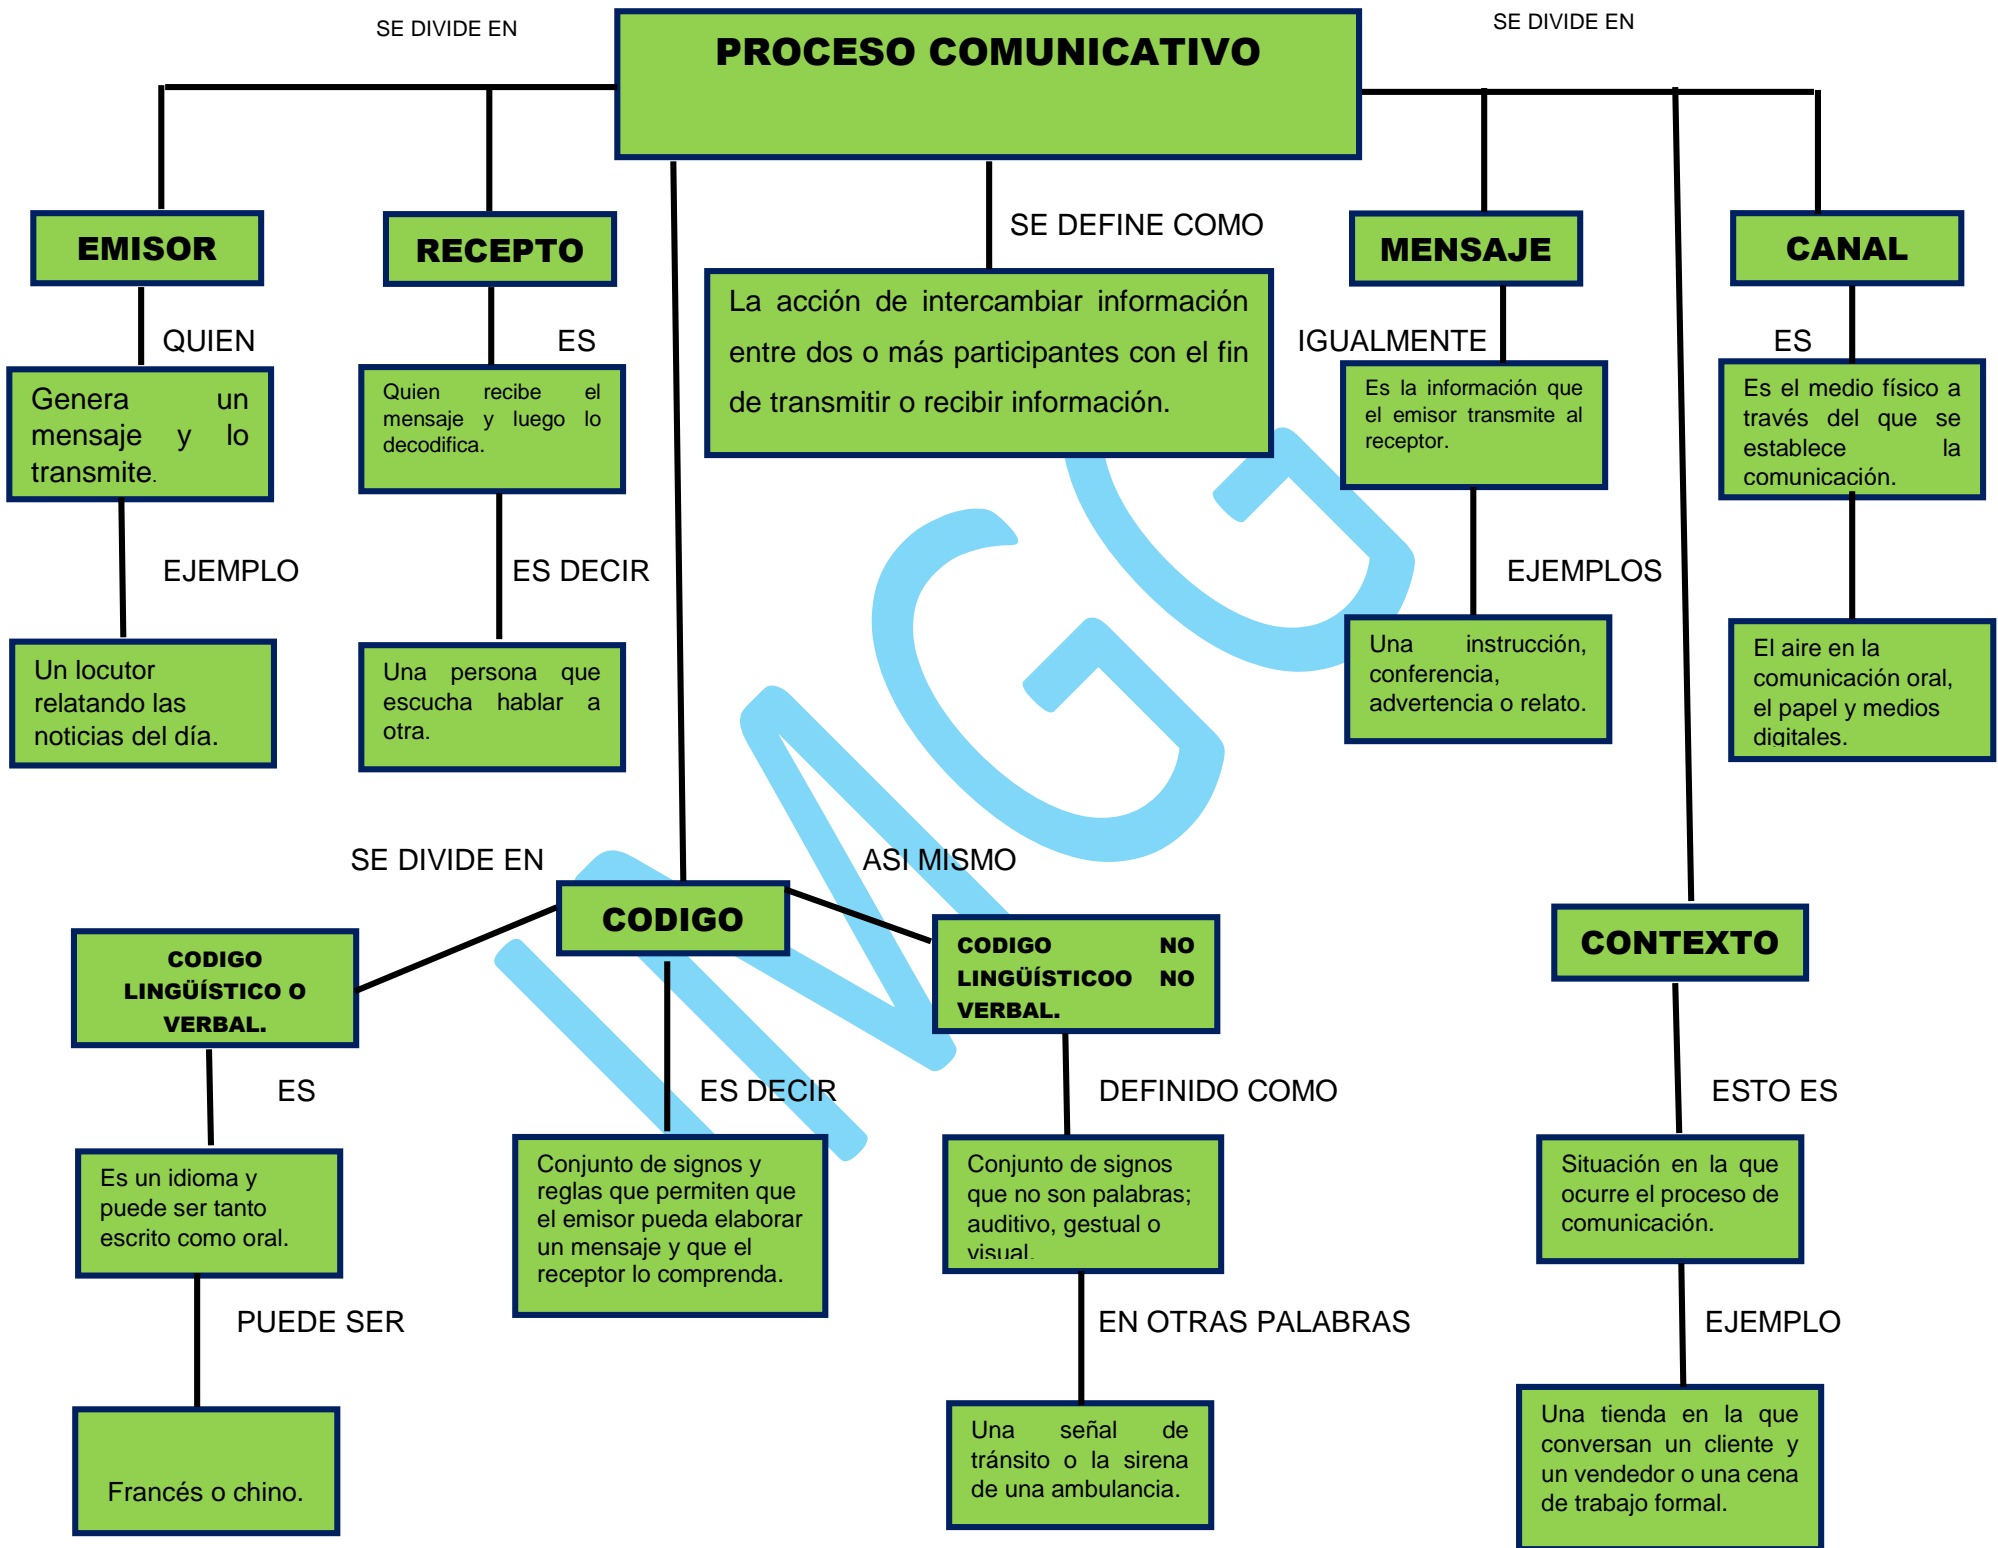 SE DIVIDE EN
SE DIVIDE EN
PROCESO COMUNICATIVO
EMISOR
RECEPTO
SE DEFINE COMO
MENSAJE
CANAL
QUIEN
ES
La acción de intercambiar información
entre dos o más participantes con el fin
de transmitir o recibir información.
IGUALMENTE
ES
Genera un
mensaje y lo
transmite.
Quien recibe el
mensaje y luego lo
decodifica.
Es la información que
el emisor transmite al
receptor.
Es el medio físico a
través del que se
establece la
comunicación.
EJEMPLO
ES DECIR
EJEMPLOS
Un locutor
relatando las
noticias del día.
Una persona que
escucha hablar a
otra.
Una instrucción,
conferencia,
advertencia o relato.
El aire en la
comunicación oral,
el papel y medios
digitales.
SE DIVIDE EN
ASI MISMO
CODIGO
CODIGO
LINGÜÍSTICO O
VERBAL.
CODIGO NO
LINGÜÍSTICOO NO
VERBAL.
CONTEXTO
ES
ES DECIR
DEFINIDO COMO
ESTO ES
Es un idioma y
puede ser tanto
escrito como oral.
Conjunto de signos y
reglas que permiten que
el emisor pueda elaborar
un mensaje y que el
receptor lo comprenda.
Conjunto de signos
que no son palabras;
auditivo, gestual o
visual.
Situación en la que
ocurre el proceso de
comunicación.
PUEDE SER
EN OTRAS PALABRAS
EJEMPLO
Francés o chino.
Una señal de
tránsito o la sirena
de una ambulancia.
Una tienda en la que
conversan un cliente y
un vendedor o una cena
de trabajo formal.